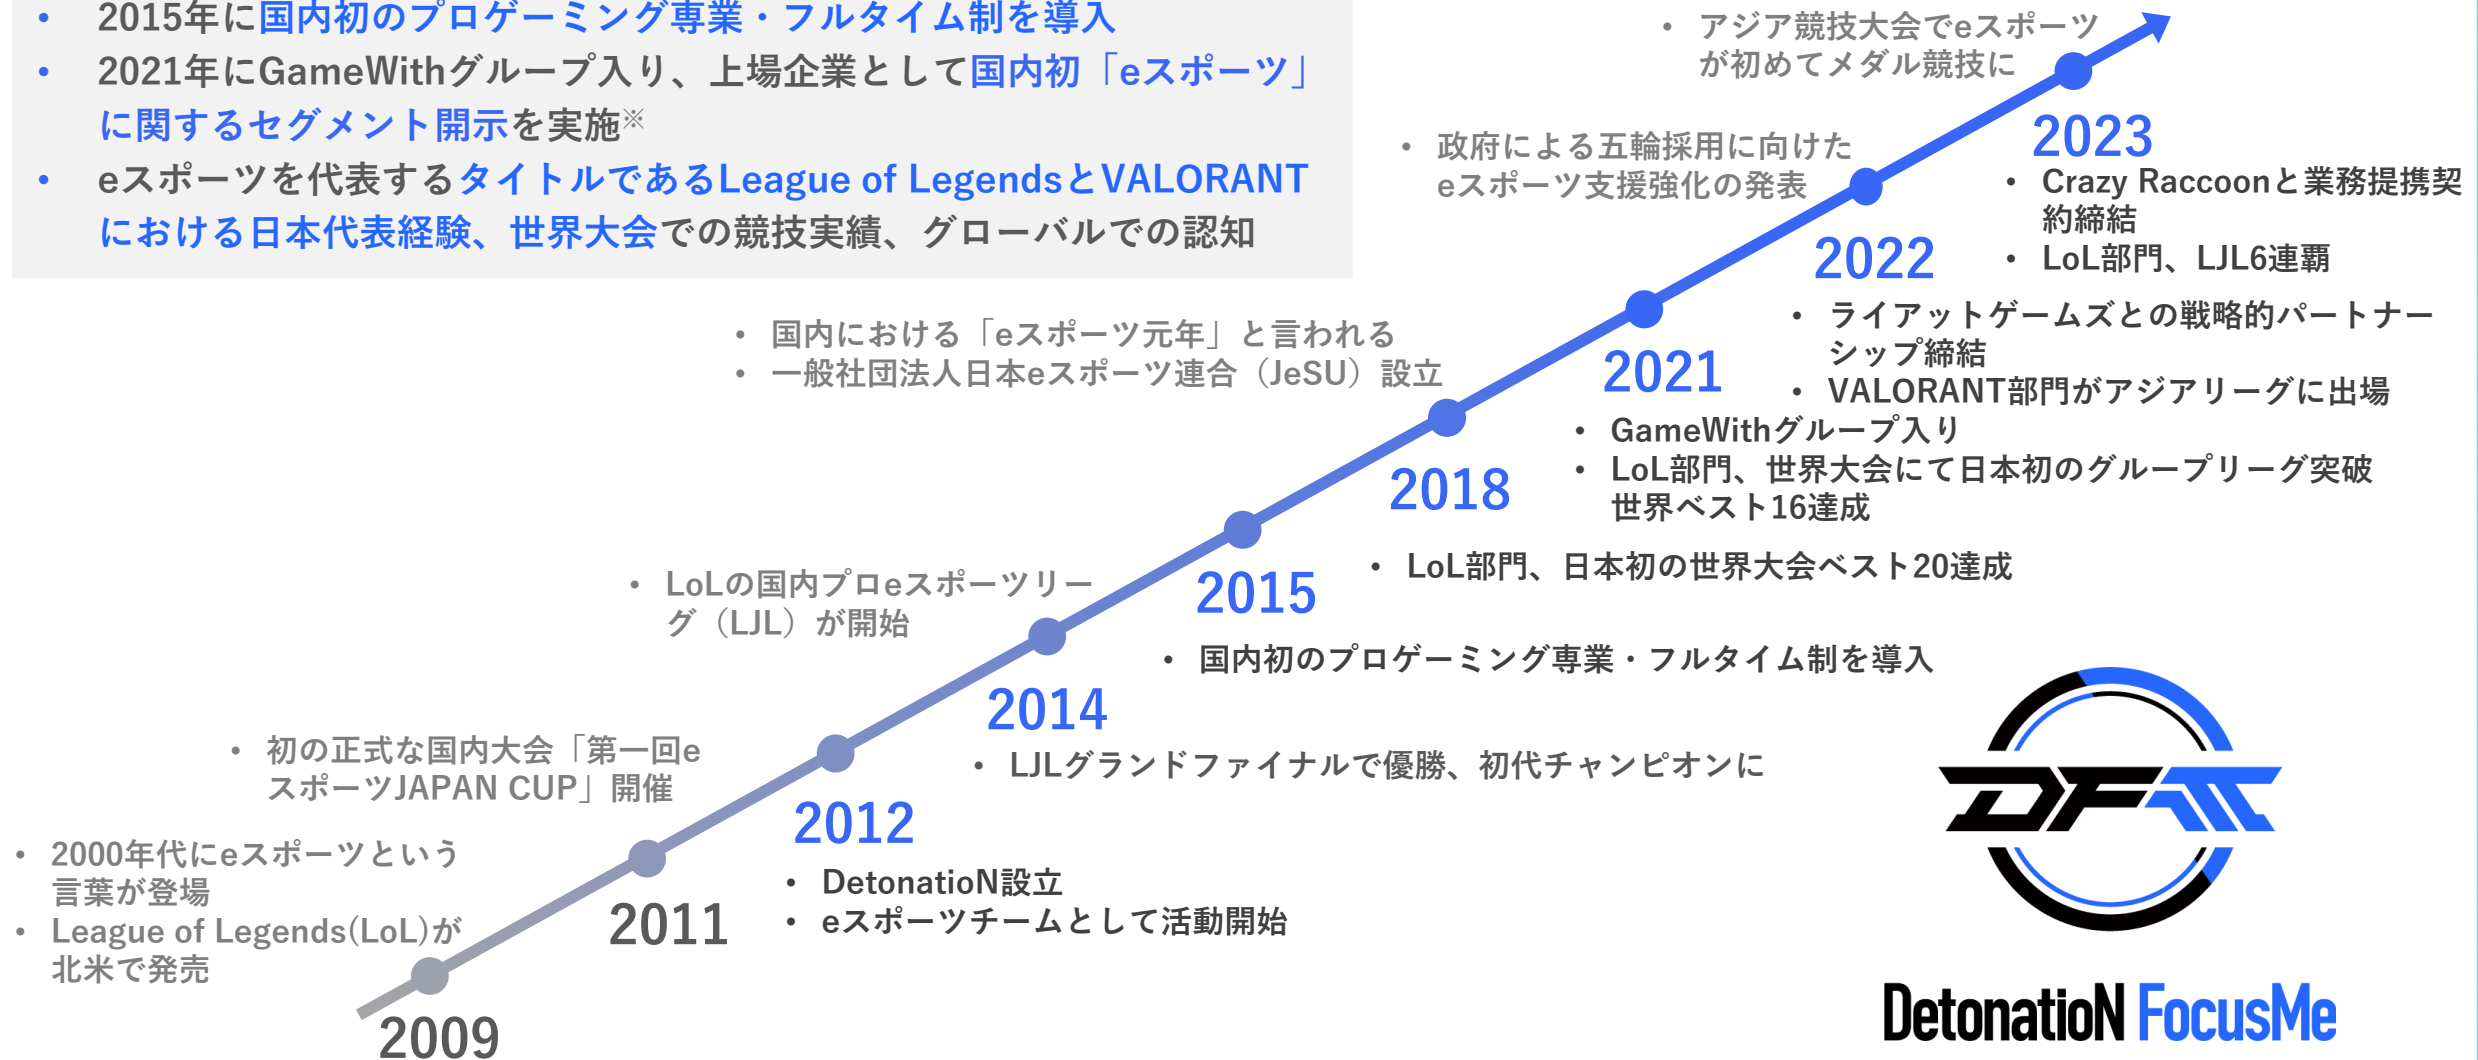 • 2015年に国内初のプロゲーミング専業・フルタイム制を導入
• 2021年にGameWithグループ入り、上場企業として国内初「eスポーツ」
に関するセグメント開示を実施※
• eスポーツを代表するタイトルであるLeague of LegendsとVALORANT
における日本代表経験、世界大会での競技実績、グローバルでの認知
• アジア競技大会でeスポーツ
が初めてメダル競技に
2023
• Crazy Raccoonと業務提携契
約締結
• LoL部門、LJL6連覇
• 政府による五輪採用に向けた
eスポーツ支援強化の発表
2022
• ライアットゲームズとの戦略的パートナー
シップ締結
• VALORANT部門がアジアリーグに出場
2021
• GameWithグループ入り
• LoL部門、世界大会にて日本初のグループリーグ突破
世界ベスト16達成
• 国内における「eスポーツ元年」と言われる
• 一般社団法人日本eスポーツ連合（JeSU）設立
2018
• LoL部門、日本初の世界大会ベスト20達成
2015
• 国内初のプロゲーミング専業・フルタイム制を導入
• LoLの国内プロeスポーツリー
グ（LJL）が開始
2014
• LJLグランドファイナルで優勝、初代チャンピオンに
2012
• DetonatioN設立
• eスポーツチームとして活動開始
• 初の正式な国内大会「第一回e
スポーツJAPAN CUP」開催
2011
• 2000年代にeスポーツという
言葉が登場
• League of Legends(LoL)が
北米で発売
2009
DFM
DetonatioN FocusMe